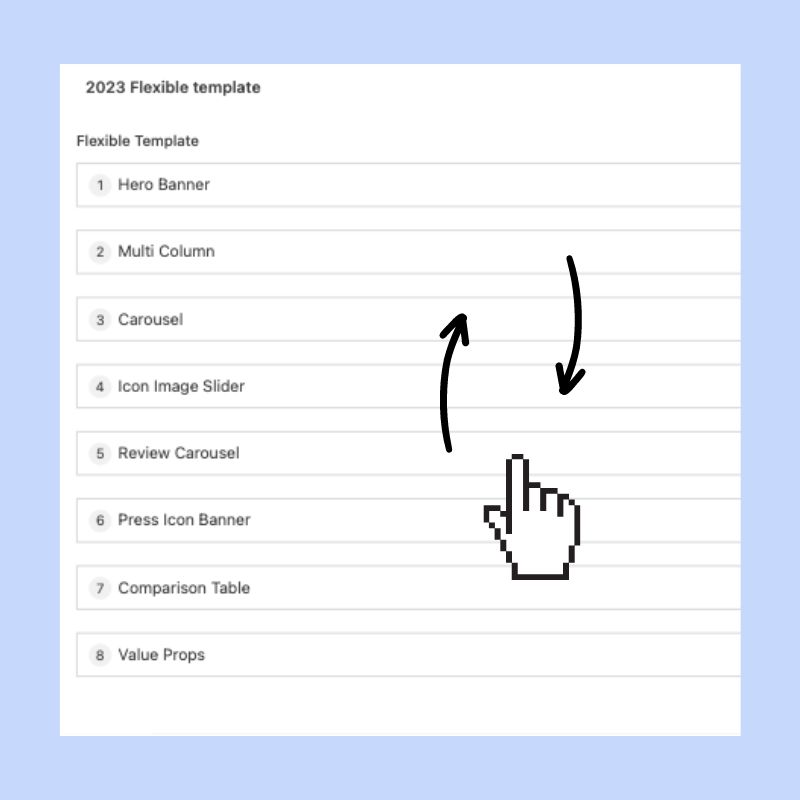 2023 Flexible template
Flexible Template
1 Hero Banner
2 Multi Column
3 Carousel
4 Icon Image Slider
5 Review Carousel
6 Press Icon Banner
7 Comparison Table
8 Value Props